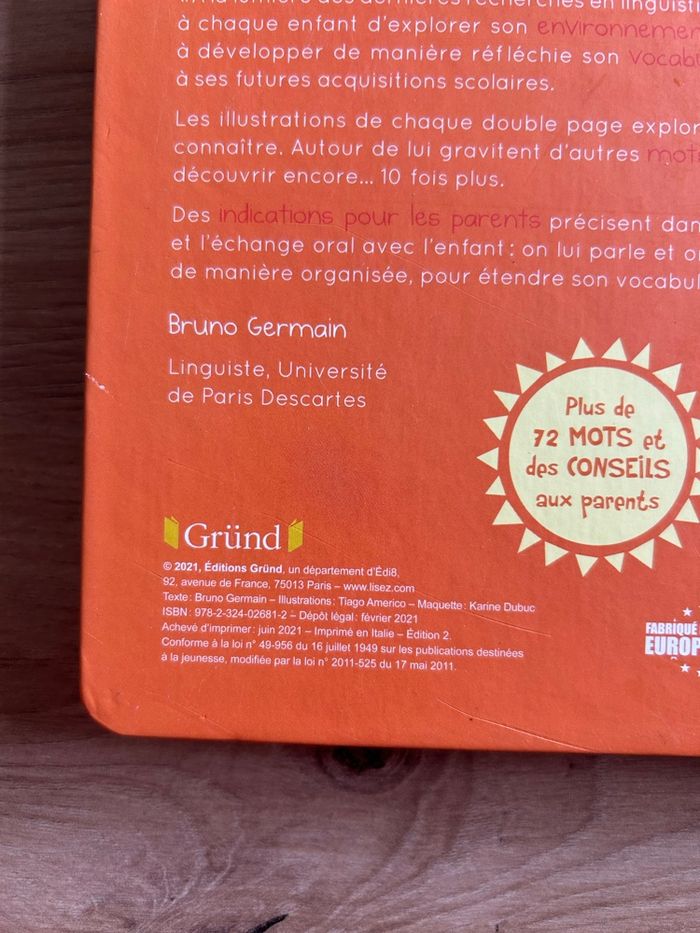 à chaque enfant d'explorer son
à développer de manière réfléchie son
à ses futures acquisitions scolaires.
Les illustrations de chaque double page
connaître. Autour de lui gravitent d'autres mots
découvrir encore... 10 fois plus.
Des indications pour les parents précisent
et l'échange oral avec l'enfant : on lui parle et
de manière organisée, pour étendre son
Bruno Germain
Linguiste, Université
de Paris Descartes
Plus de
72 MOTS et
des CONSEILS
aux parents
Gründ
© 2021, Éditions Gründ, un département d'Édi8,
92, avenue de France, 75013 Paris – www.lisez.com
Texte : Bruno Germain – Illustrations : Tiago Americo – Maquette : Karine Dubuc
ISBN : 978-2-324-02681-2 – Dépôt légal : février 2021
Achevé d'imprimer : juin 2021 – Imprimé en Italie – Édition 2.
Conforme à la loi n° 49-956 du 16 juillet 1949 sur les publications destinées
à la jeunesse, modifiée par la loi n° 2011-525 du 17 mai 2011.
FABRIQUÉ